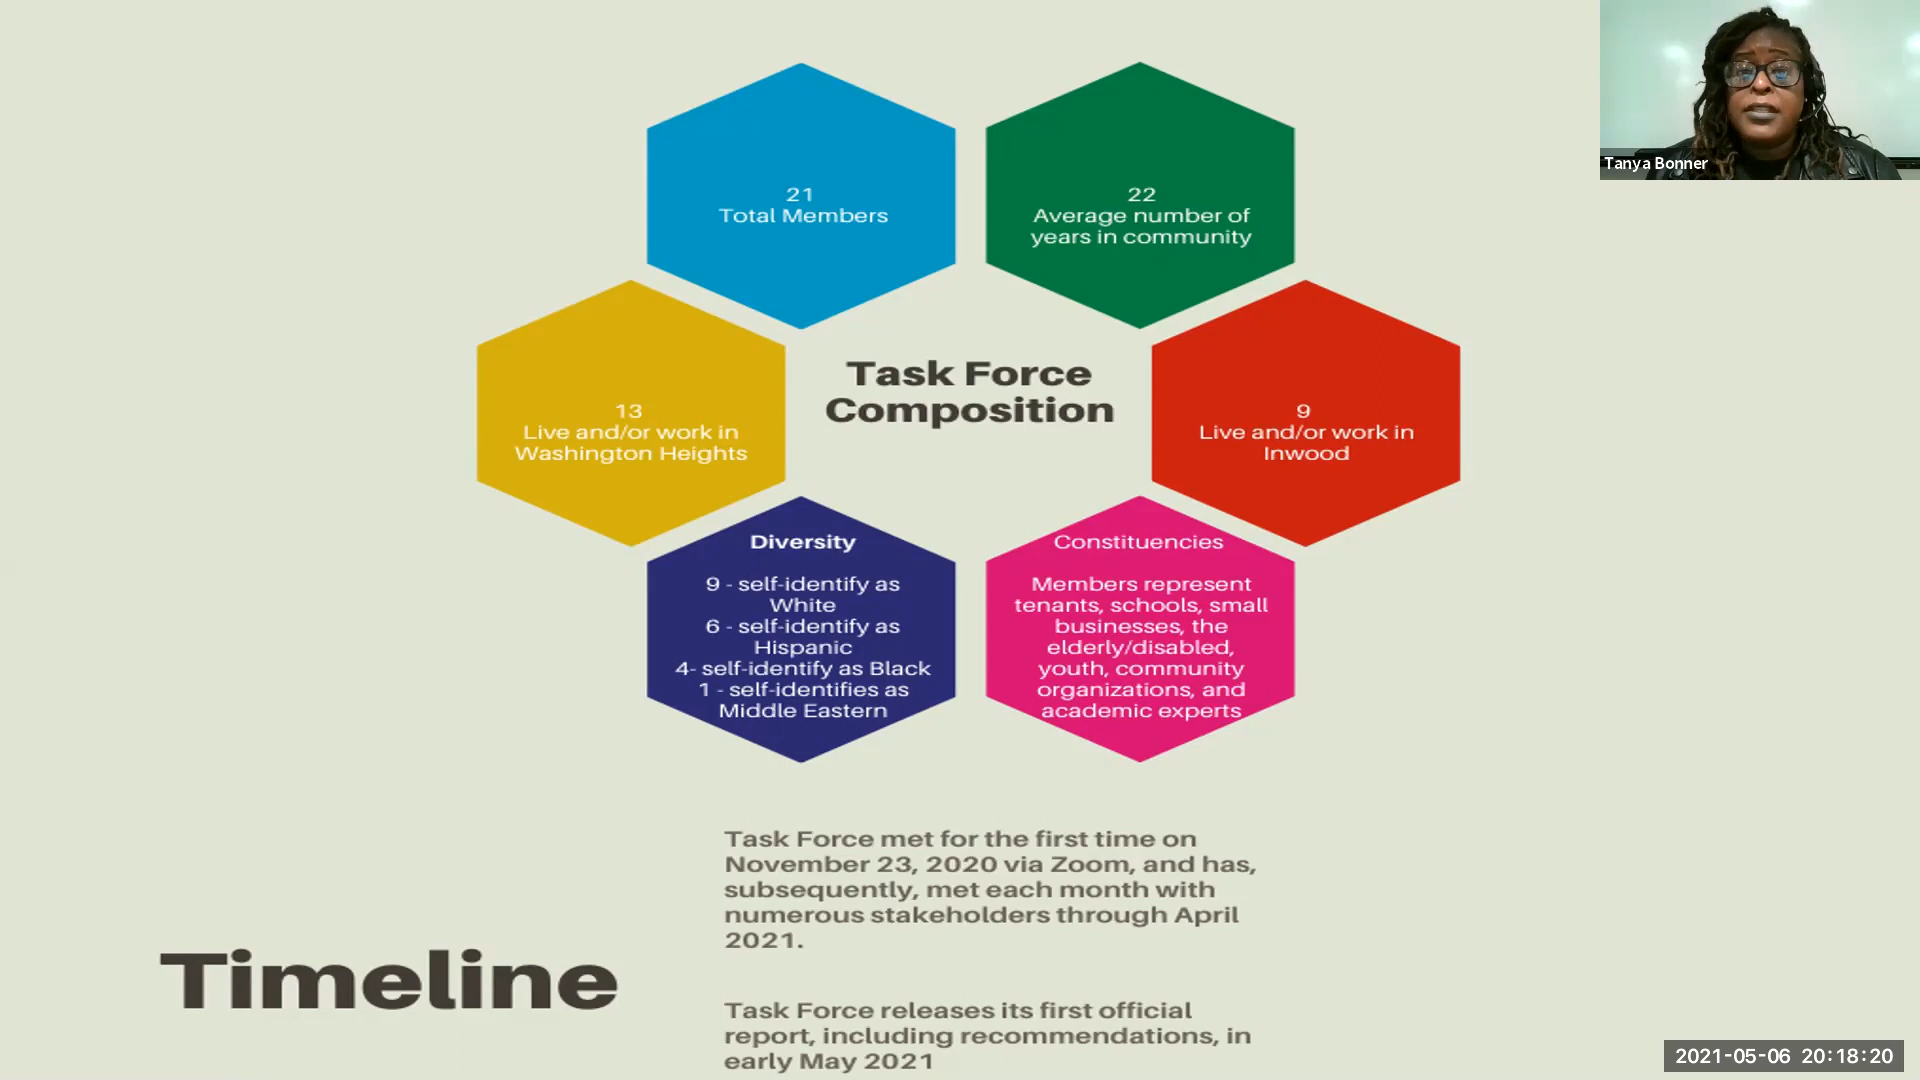 21
Total Members
22
Average number of
years in community
Task Force
Composition
13
Live and/or work in
Washington Heights
9
Live and/or work in
Inwood
Diversity
9 - self-identify as
White
6 - self-identify as
Hispanic
4- self-identify as Black
1 - self-identifies as
Middle Eastern
Constituencies
Members represent
tenants, schools, small
businesses, the
elderly/disabled,
youth, community
organizations, and
academic experts
Timeline
Task Force met for the first time on
November 23, 2020 via Zoom, and has,
subsequently, met each month with
numerous stakeholders through April
2021.
Task Force releases its first official
report, including recommendations, in
early May 2021
Tanya Bonner
2021-05-06 20:18:20